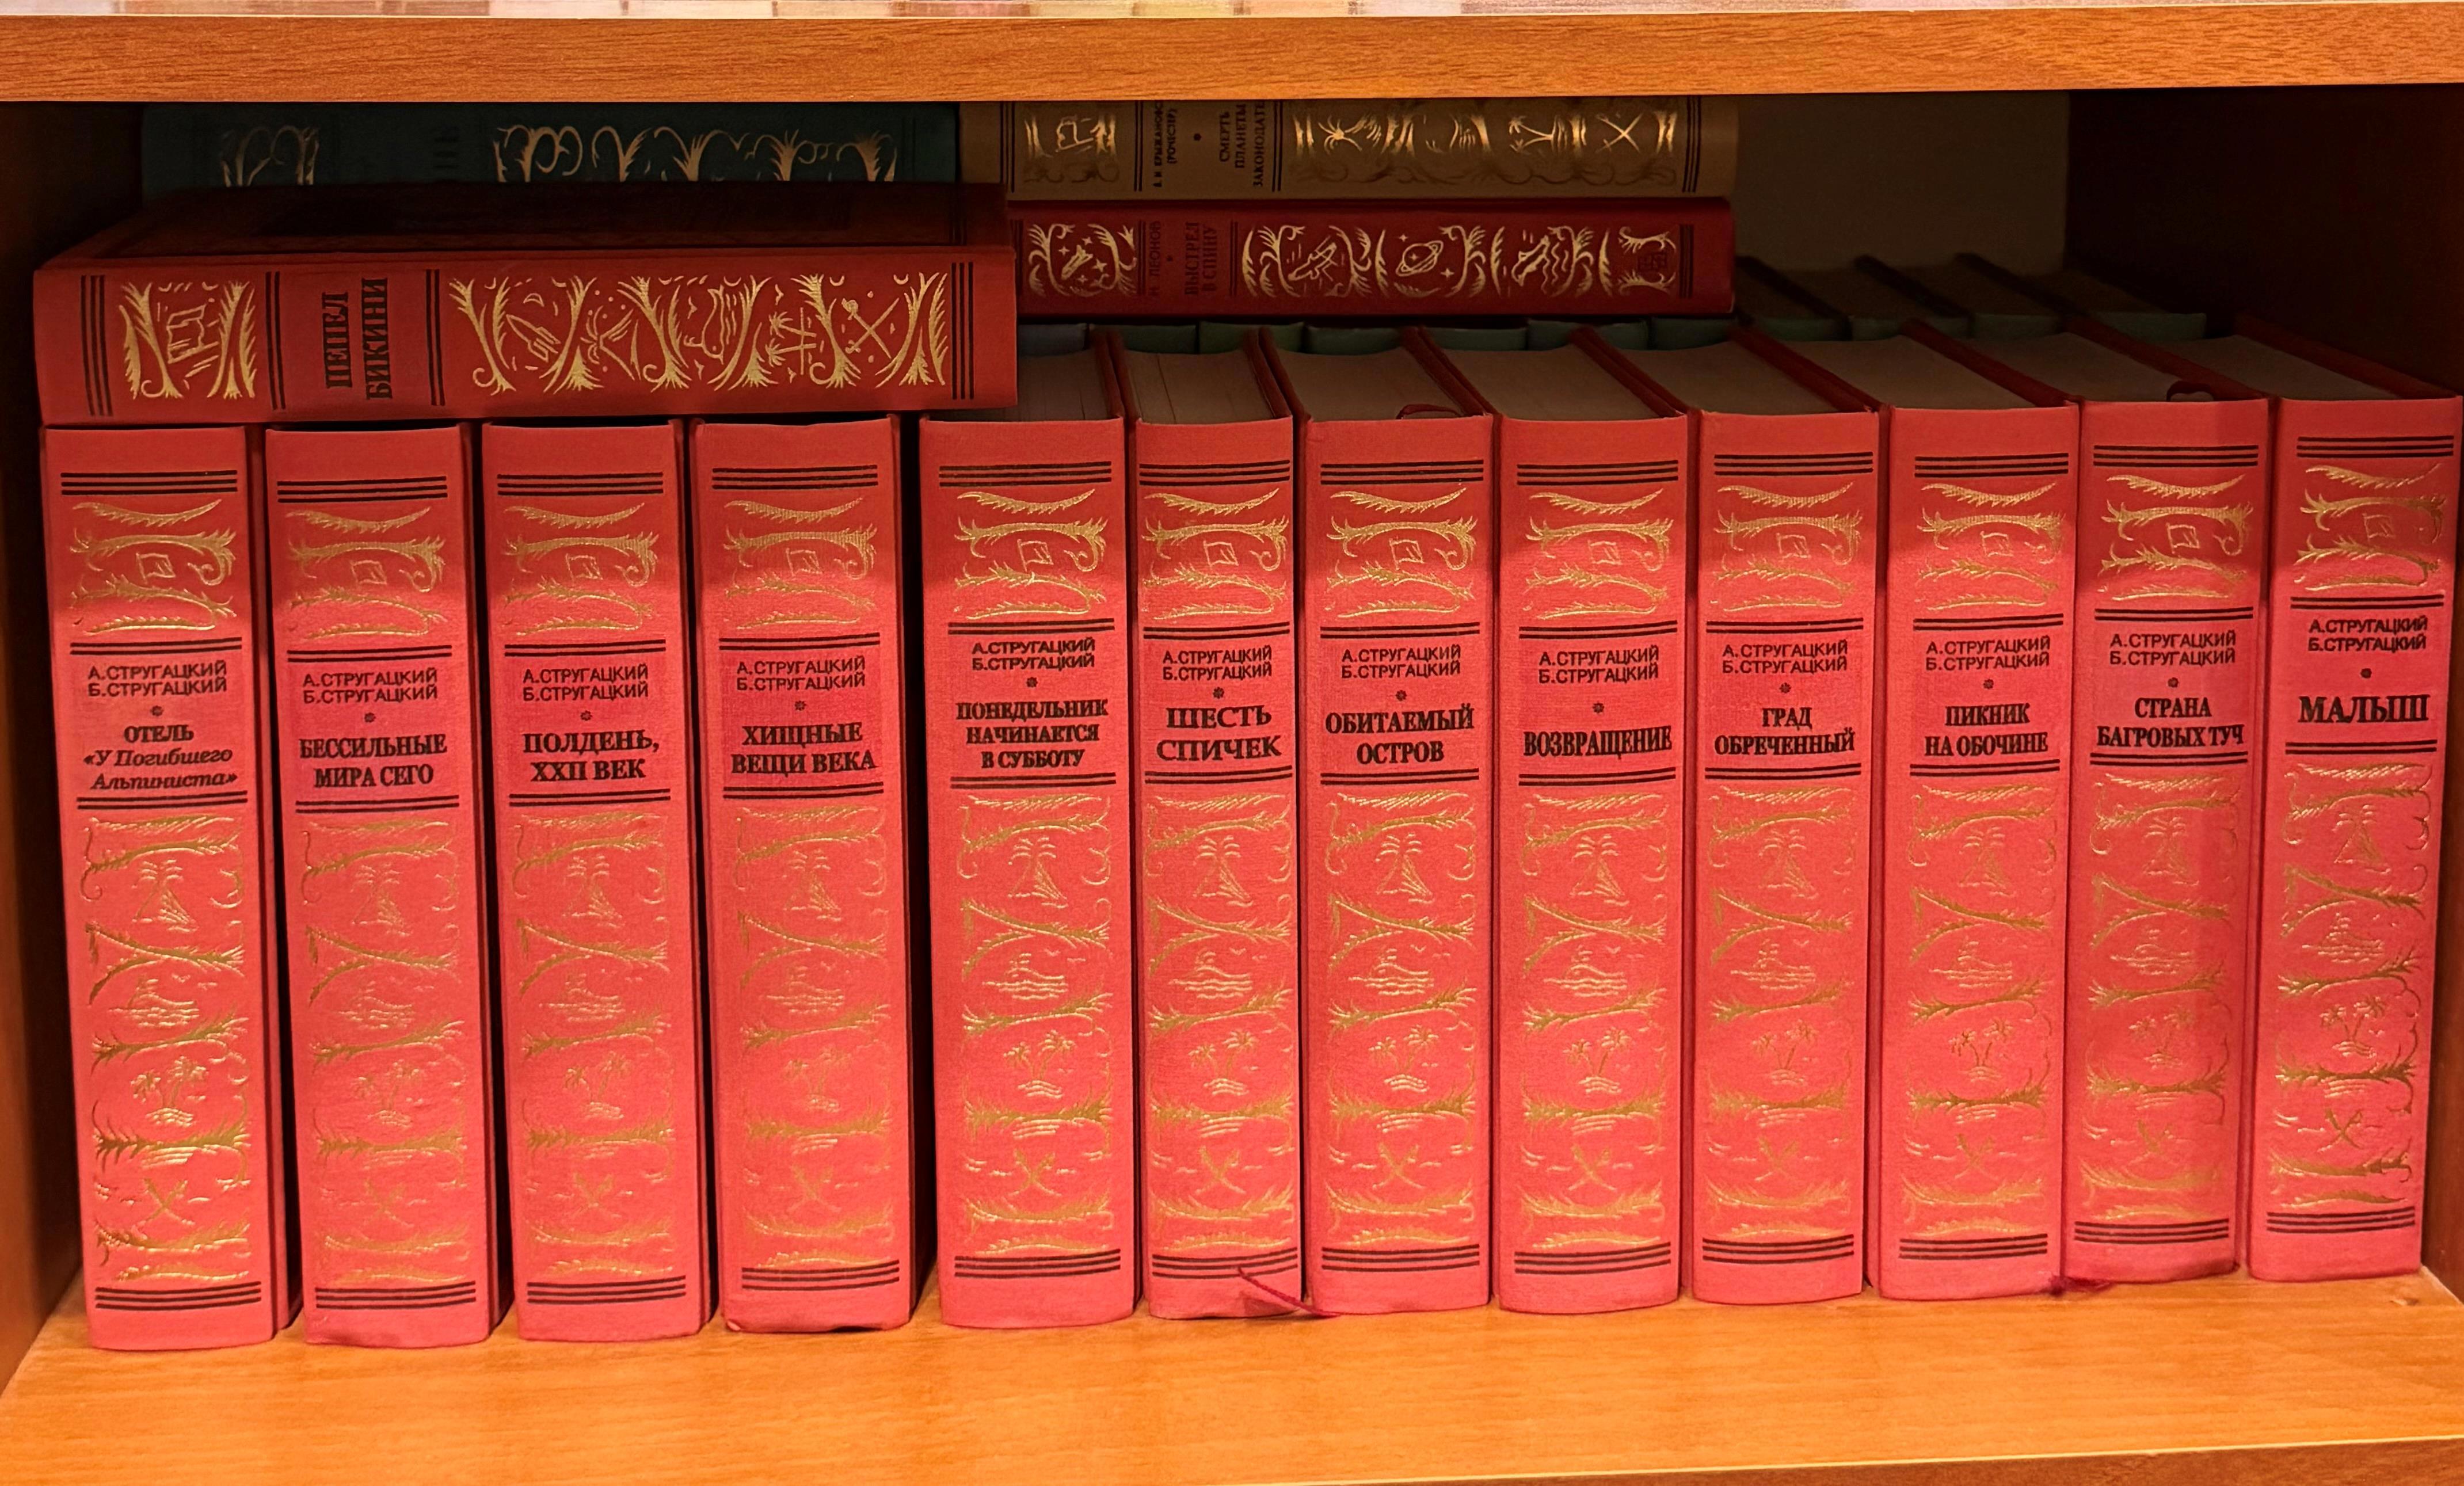 В. И. КРЫЖАНОВС
(РОЧЕСТЕР)
СМЕРТЬ
ПЛАНЕТЫ
ЗАКОНОДАТ
Н. ЛЕОНОВ
ВЫСТРЕЛ
В СПИНУ
ПЕПЕЛ
БИКИНИ
А.СТРУГАЦКИЙ
Б.СТРУГАЦКИЙ
ОТЕЛЬ
«У Погибшего
Альпиниста»
А.СТРУГАЦКИЙ
Б.СТРУГАЦКИЙ
БЕССИЛЬНЫЕ
МИРА СЕГО
А.СТРУГАЦКИЙ
Б.СТРУГАЦКИЙ
ПОЛДЕНЬ,
XXII ВЕК
А.СТРУГАЦКИЙ
Б.СТРУГАЦКИЙ
ХИЩНЫЕ
ВЕЩИ ВЕКА
А.СТРУГАЦКИЙ
Б.СТРУГАЦКИЙ
ПОНЕДЕЛЬНИК
НАЧИНАЕТСЯ
В СУББОТУ
А.СТРУГАЦКИЙ
Б.СТРУГАЦКИЙ
ШЕСТЬ
СПИЧЕК
А.СТРУГАЦКИЙ
Б.СТРУГАЦКИЙ
ОБИТАЕМЫЙ
ОСТРОВ
А.СТРУГАЦКИЙ
Б.СТРУГАЦКИЙ
ВОЗВРАЩЕНИЕ
А.СТРУГАЦКИЙ
Б.СТРУГАЦКИЙ
ГРАД
ОБРЕЧЕННЫЙ
А.СТРУГАЦКИЙ
Б.СТРУГАЦКИЙ
ПИКНИК
НА ОБОЧИНЕ
А.СТРУГАЦКИЙ
Б.СТРУГАЦКИЙ
СТРАНА
БАГРОВЫХ ТУЧ
А.СТРУГАЦКИЙ
Б.СТРУГАЦКИЙ
МАЛЫШ